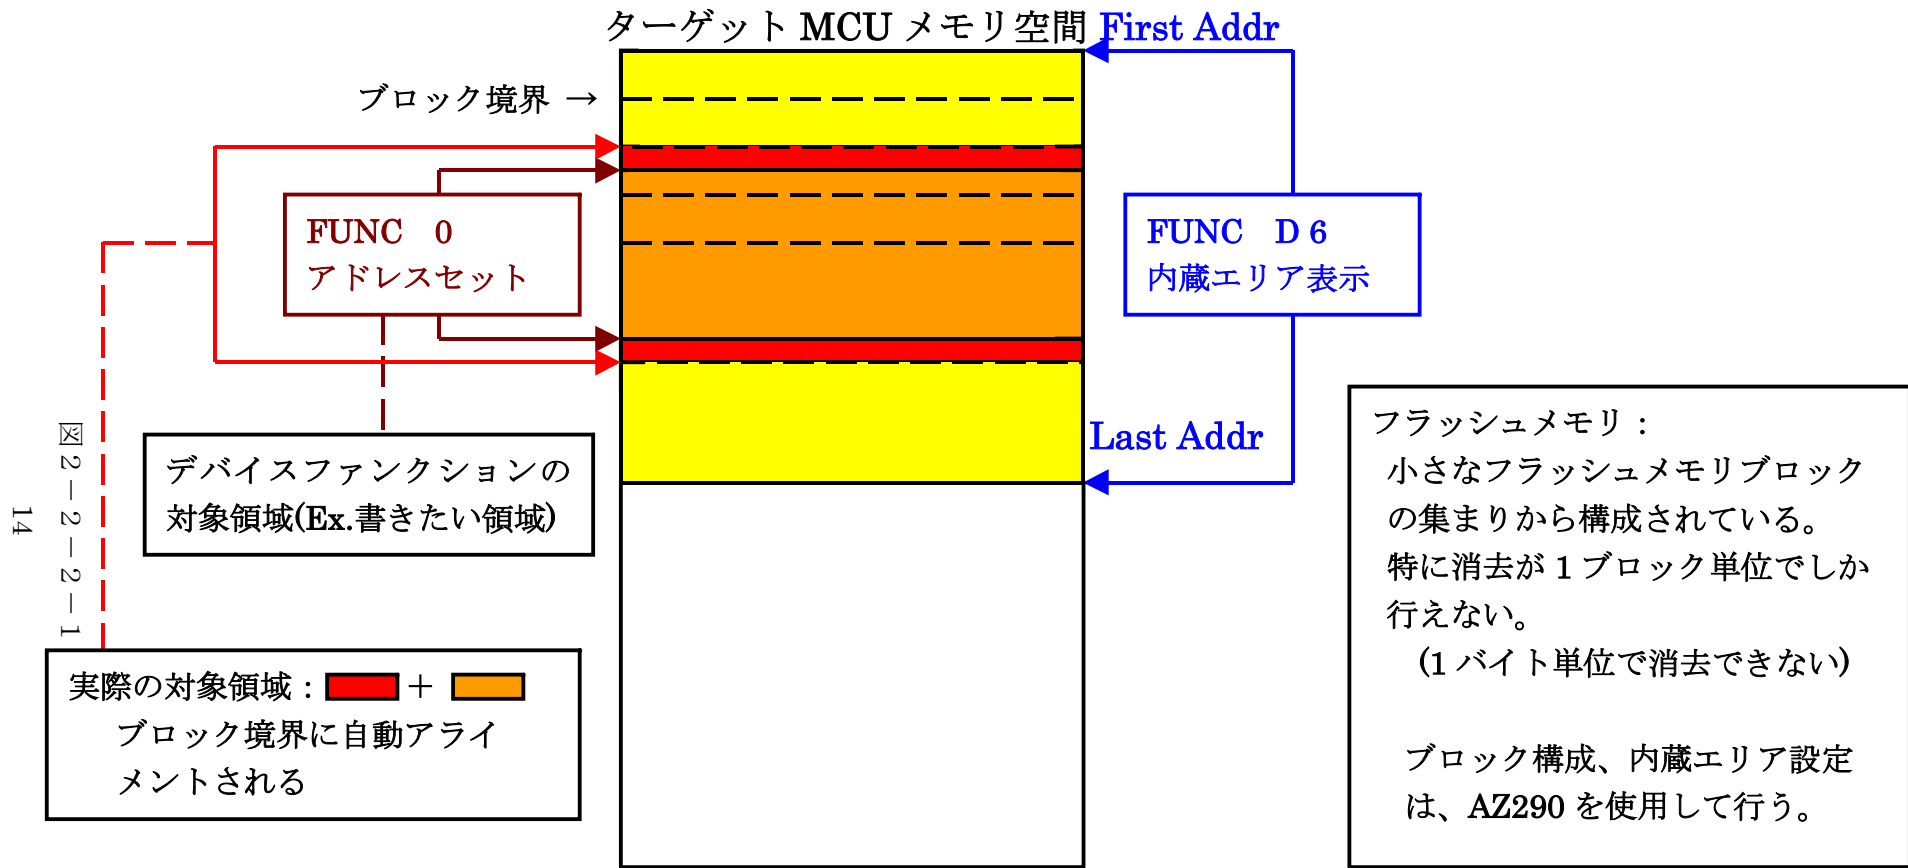 ターゲット MCU メモリ空間 First Addr
ブロック境界 →
FUNC 0
アドレスセット
FUNC D 6
内蔵エリア表示
Last Addr
デバイスファンクションの
対象領域(Ex.書きたい領域)
図2－2－2－1
14
実際の対象領域： ＋
ブロック境界に自動アライ
メントされる
フラッシュメモリ：
小さなフラッシュメモリブロック
の集まりから構成されている。
特に消去が 1 ブロック単位でしか
行えない。
(1 バイト単位で消去できない)
ブロック構成、内蔵エリア設定
は、AZ290 を使用して行う。